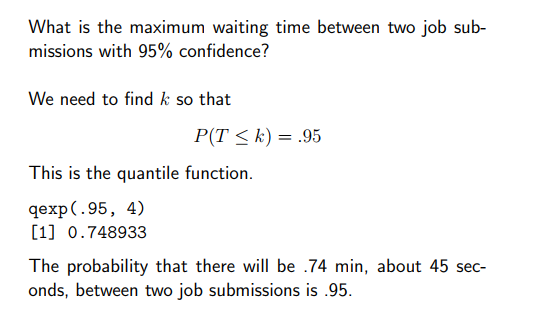 What is the maximum waiting time between two job sub-
missions with 95% confidence?
We need to find k so that
P(T ≤ k) = .95
This is the quantile function.
qexp(.95, 4)
[1] 0.748933
The probability that there will be .74 min, about 45 sec-
onds, between two job submissions is .95.